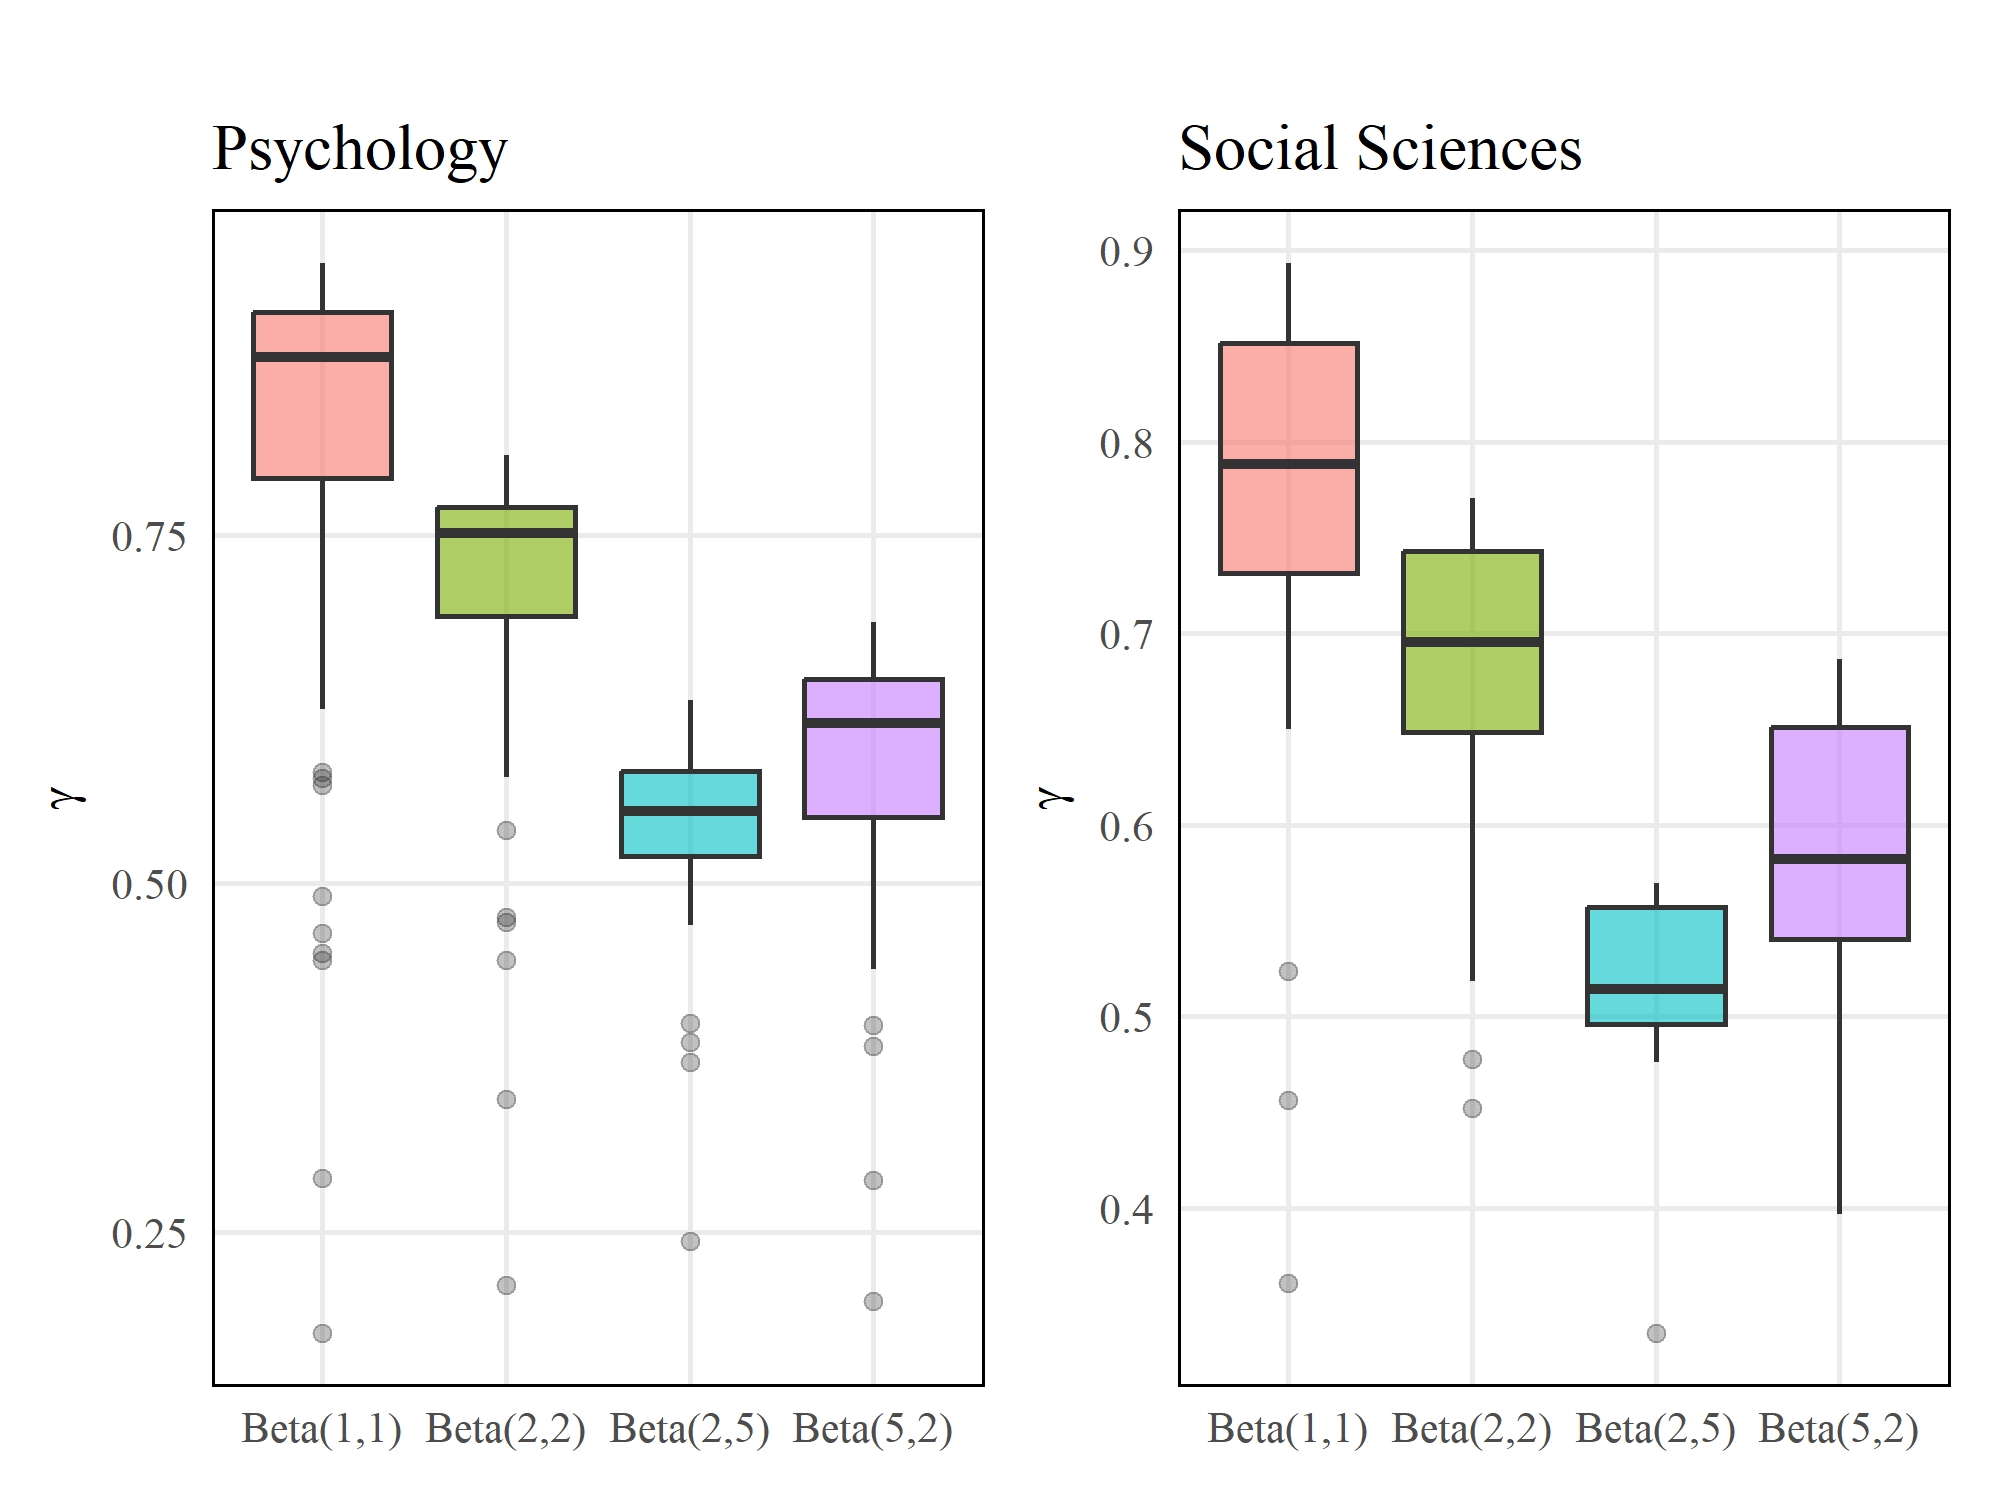 Psychology
γ
0.75
0.50
0.25
Beta(1,1) Beta(2,2) Beta(2,5) Beta(5,2)
Social Sciences
γ
0.9
0.8
0.7
0.6
0.5
0.4
Beta(1,1) Beta(2,2) Beta(2,5) Beta(5,2)